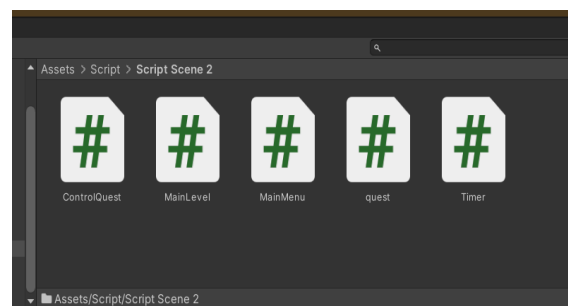 Assets > Script > Script Scene 2
#
#
#
#
#
ControlQuest
MainLevel
MainMenu
quest
Timer
Assets/Script/Script Scene 2